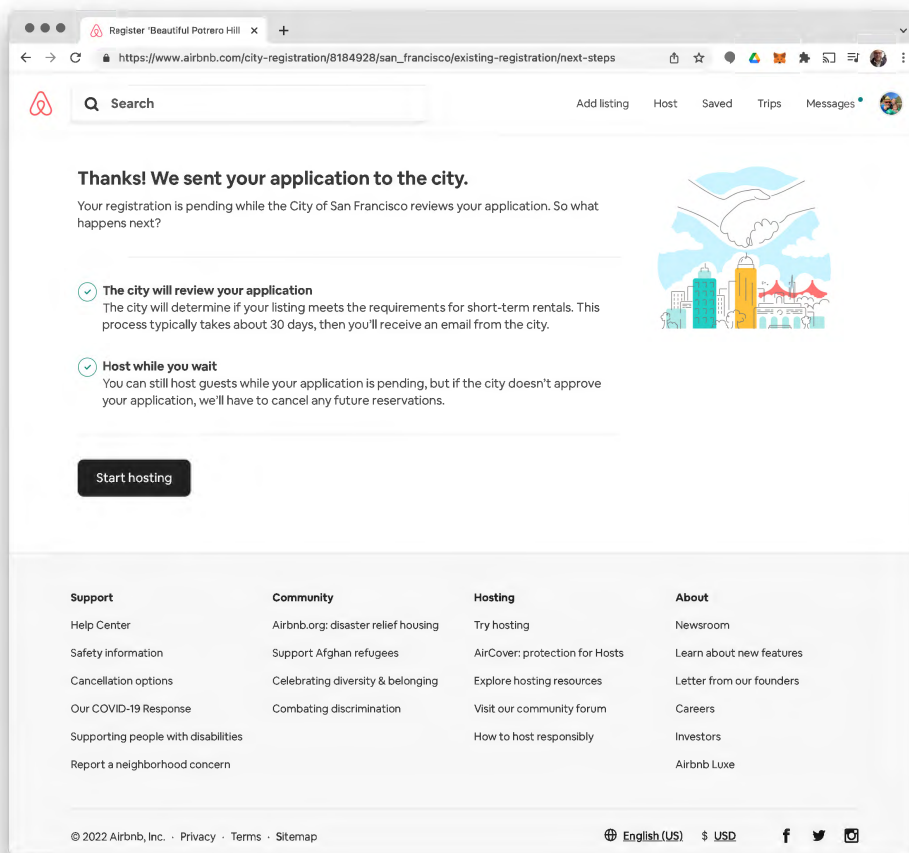 Register 'Beautiful Potrero Hill
https://www.airbnb.com/city-registration/8184928/san_francisco/existing-registration/next-steps
Search
Add listing Host Saved Trips Messages
Thanks! We sent your application to the city.
Your registration is pending while the City of San Francisco reviews your application. So what
happens next?
The city will review your application
The city will determine if your listing meets the requirements for short-term rentals. This
process typically takes about 30 days, then you'll receive an email from the city.
Host while you wait
You can still host guests while your application is pending, but if the city doesn't approve
your application, we'll have to cancel any future reservations.
Start hosting
Support Community Hosting About
Help Center Airbnb.org: disaster relief housing Try hosting Newsroom
Safety information Support Afghan refugees AirCover: protection for Hosts Learn about new features
Cancellation options Celebrating diversity & belonging Explore hosting resources Letter from our founders
Our COVID-19 Response Combating discrimination Visit our community forum Careers
Supporting people with disabilities How to host responsibly Investors
Report a neighborhood concern Airbnb Luxe
© 2022 Airbnb, Inc. · Privacy · Terms · Sitemap English (US) $ USD